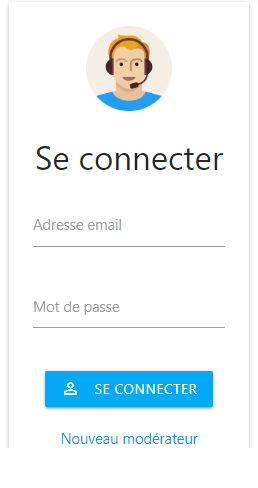 Se connecter
Adresse email
Mot de passe
SE CONNECTER
Nouveau modérateur